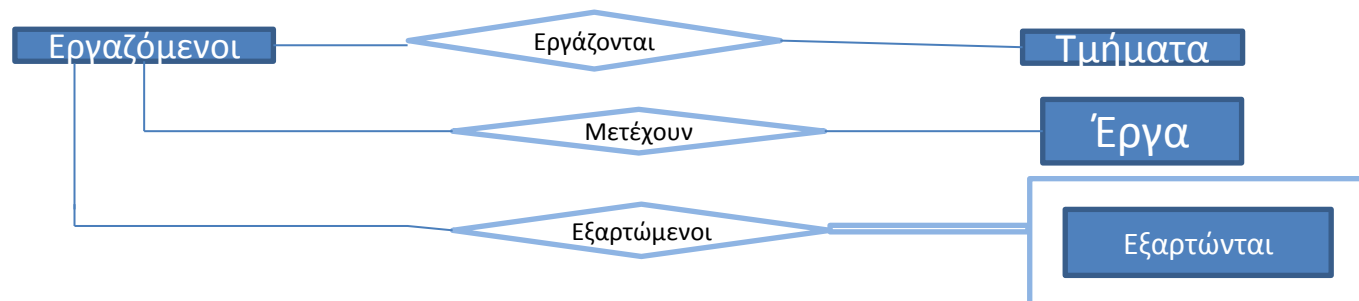 Εργαζόμενοι Εργάζονται Τμήματα
Μετέχουν Έργα
Εξαρτώμενοι Εξαρτώνται